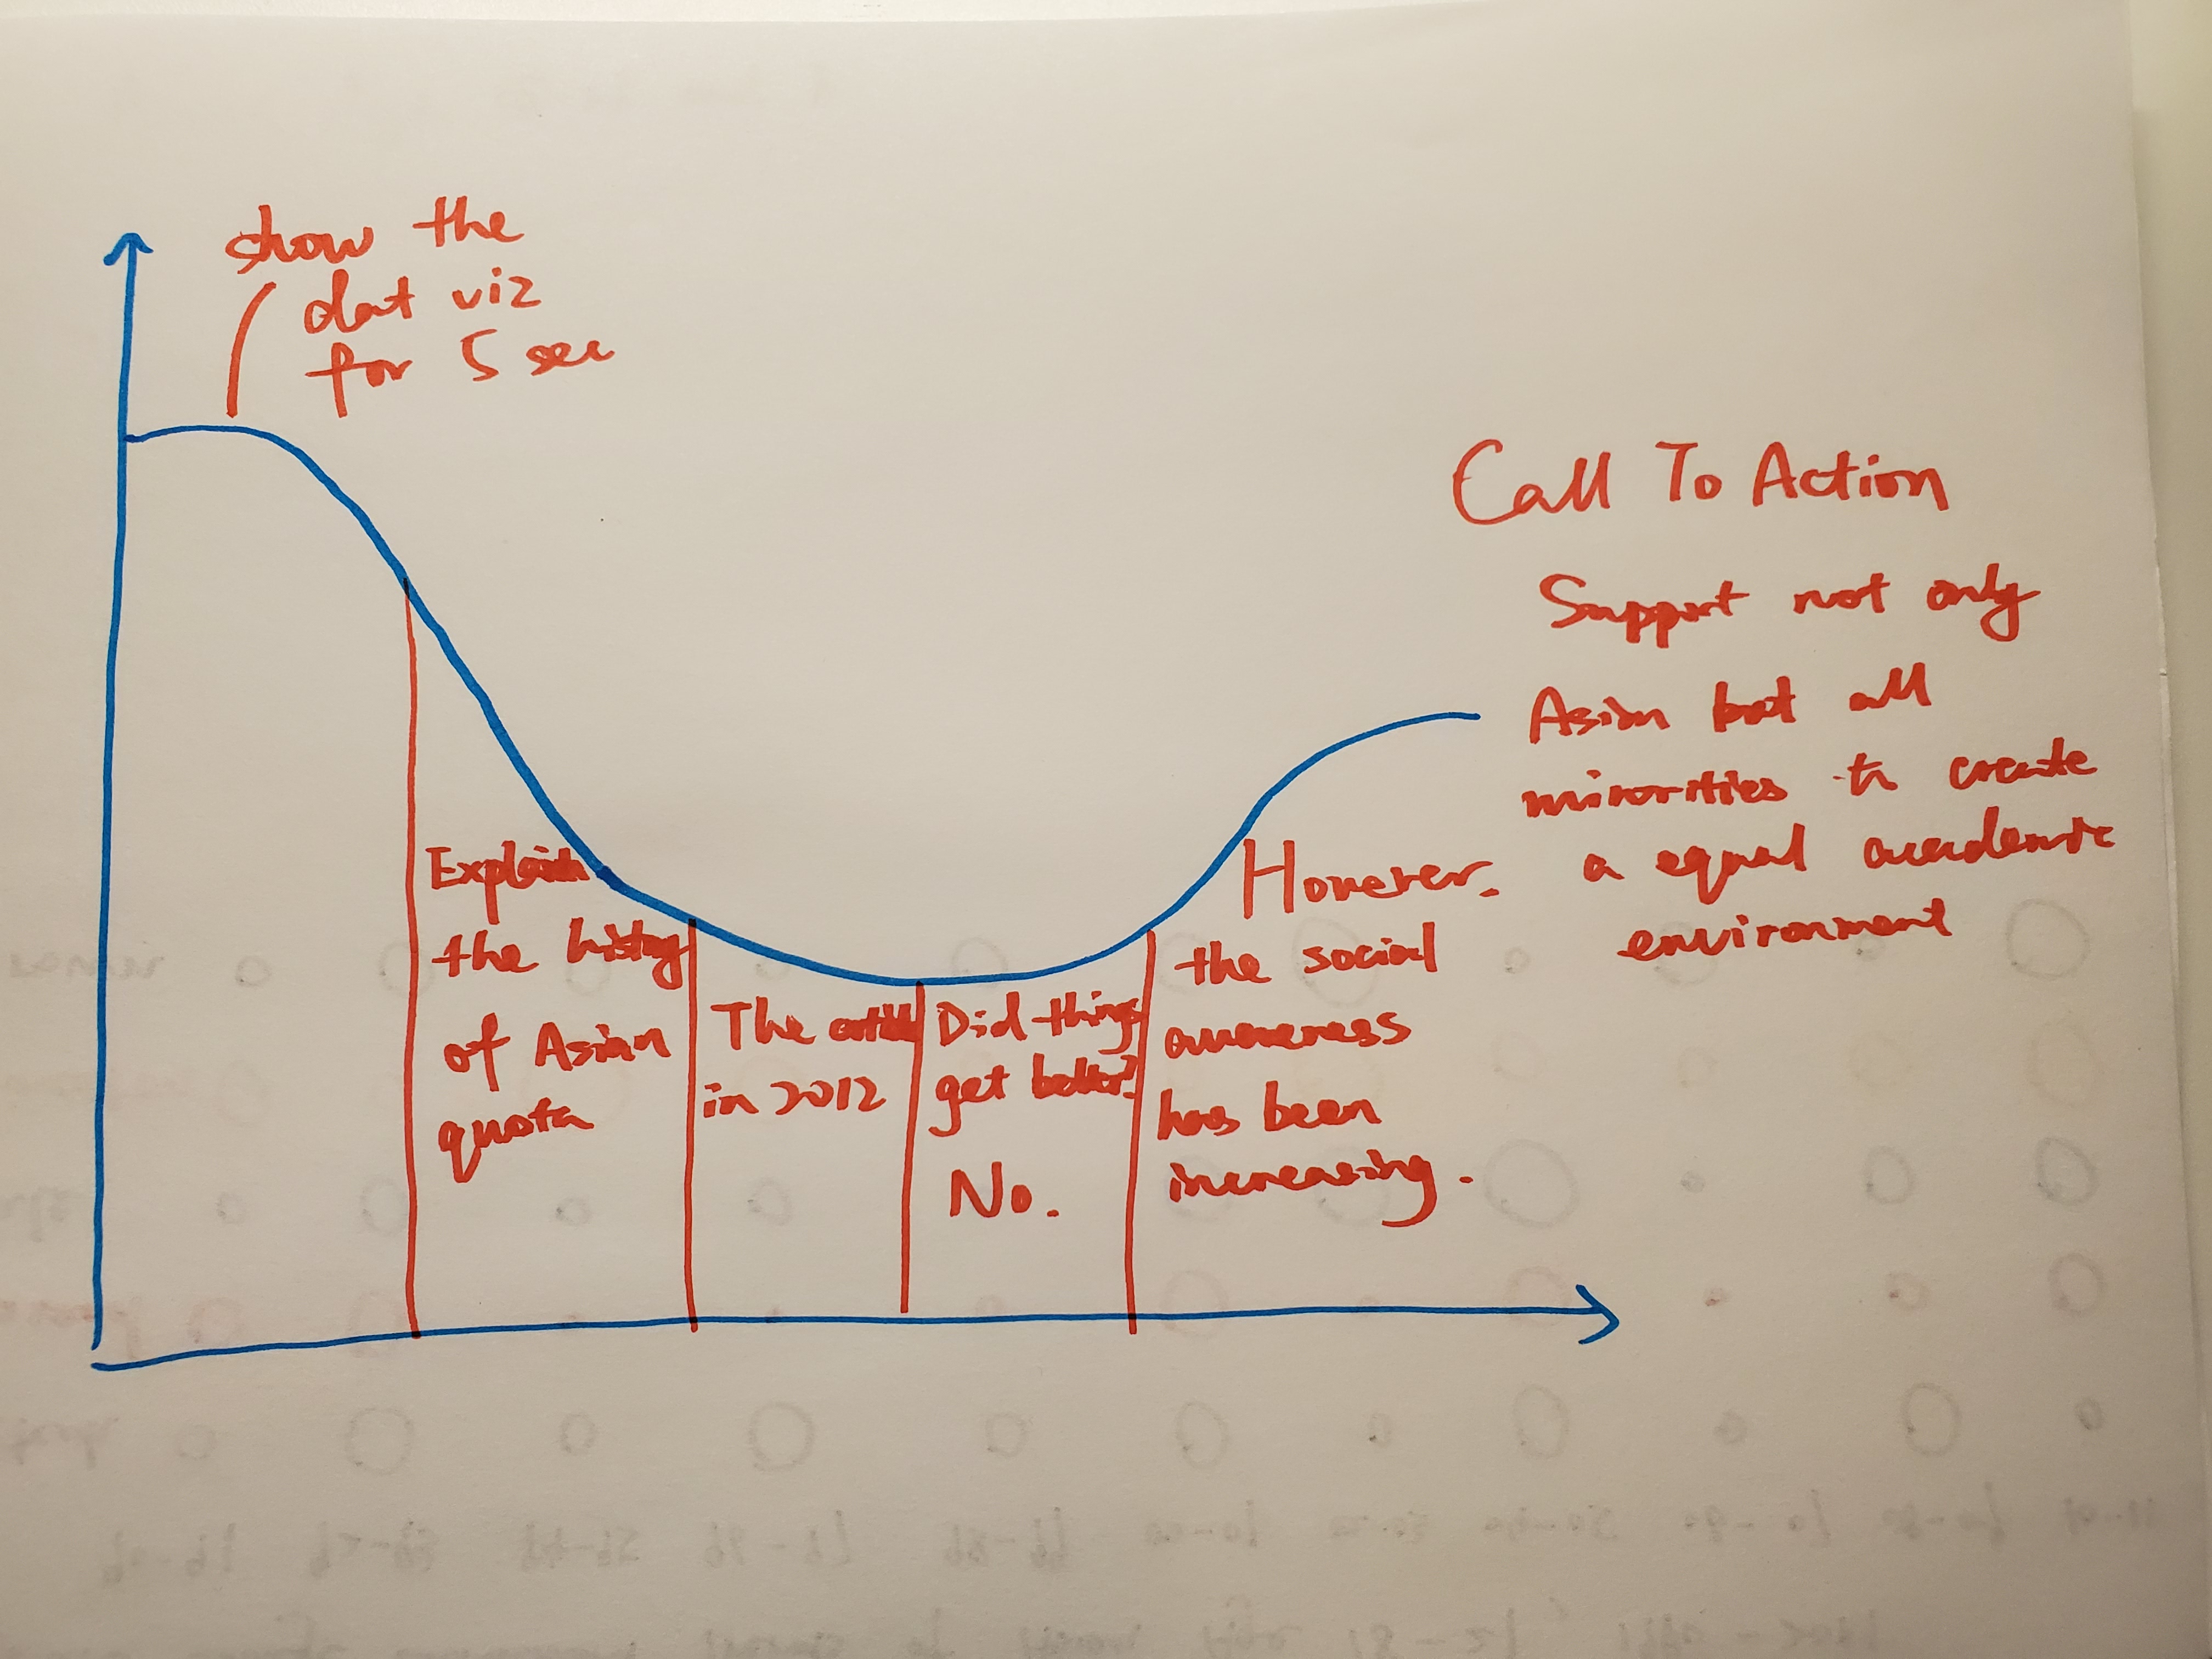 show the
dat viz
for 5 sec
Explain
the history
of Asian
quota
The
in 2012
Did things
get better?
No.
However.
the social
awareness
has been
increasing.
Call To Action
Support not only
Asian but all
minorities to create
a equal academic
environment